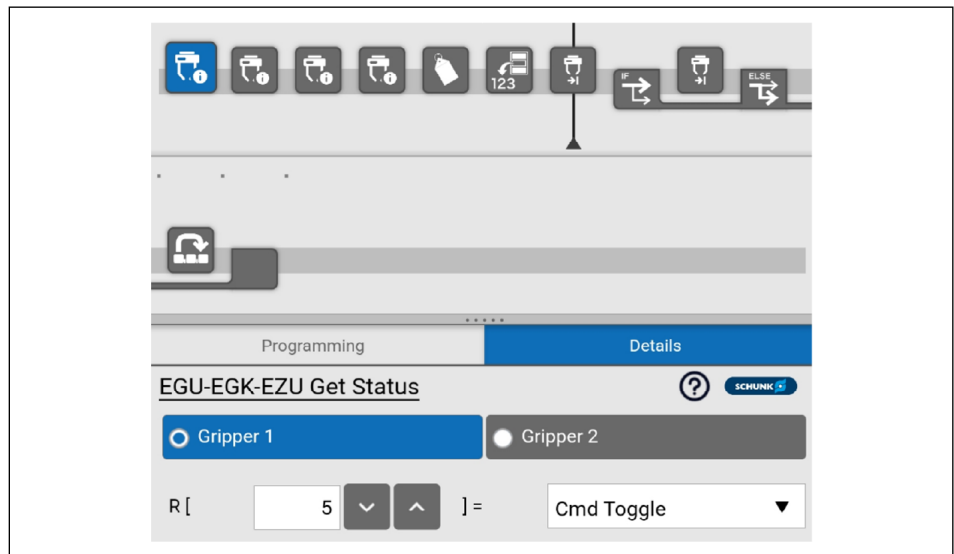 123
IF
ELSE
Programming
Details
EGU-EGK-EZU Get Status
?
SCHUNK
Gripper 1
Gripper 2
R [ 5 ] = Cmd Toggle